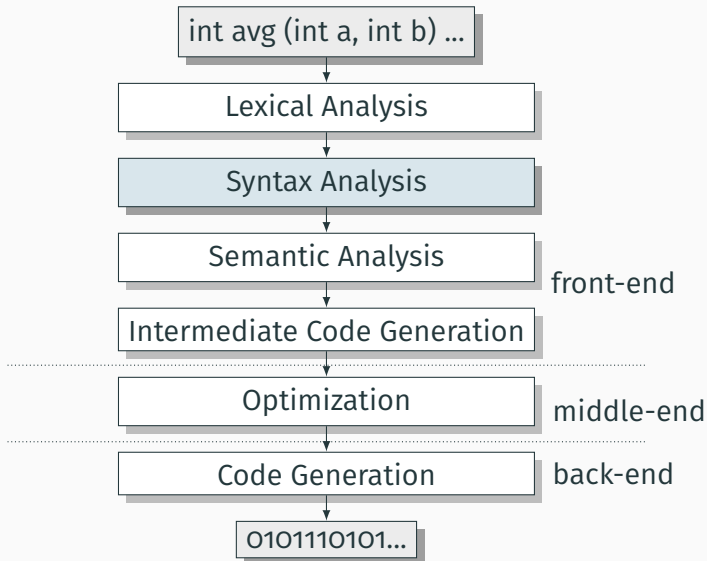 int avg (int a, int b) ...
Lexical Analysis
Syntax Analysis
Semantic Analysis
front-end
Intermediate Code Generation
Optimization
middle-end
Code Generation
back-end
0101110101...